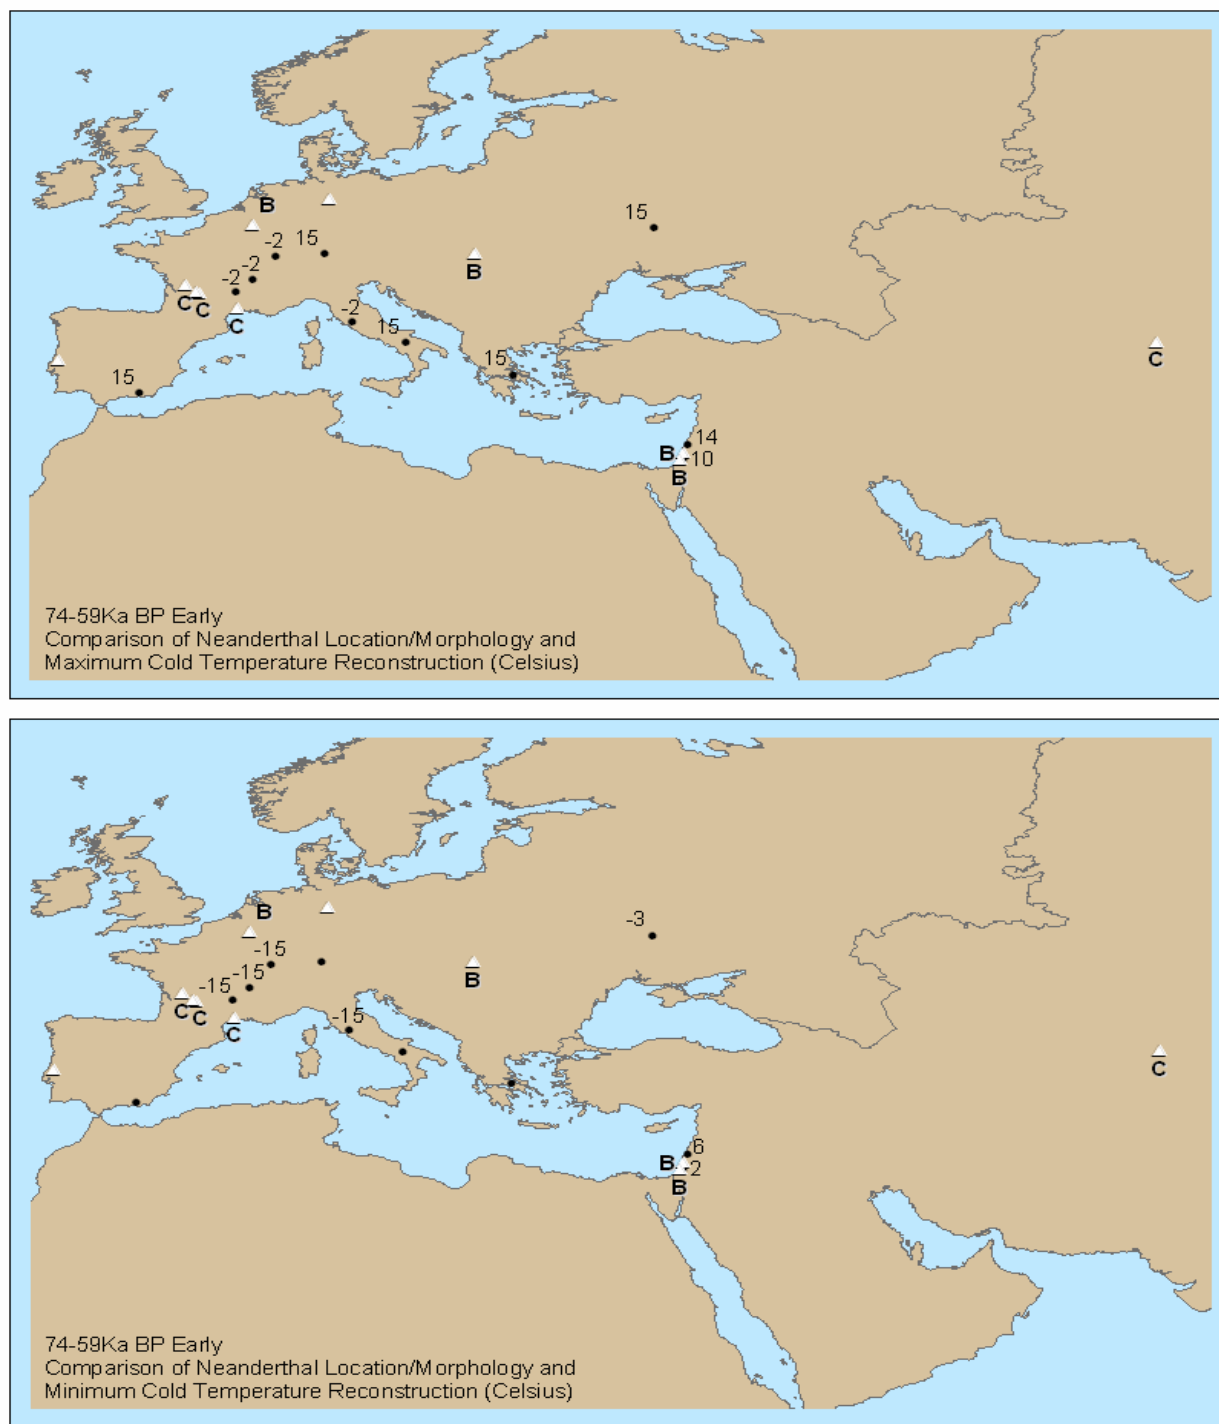 B
15
-2
15
-2
B
-2
C
C
-2
15
C
15
C
15
14
B
10
B
74-59Ka BP Early
Comparison of Neanderthal Location/Morphology and
Maximum Cold Temperature Reconstruction (Celsius)
B
-3
-15
-15
B
-15
C
C
-15
C
C
6
B
2
B
74-59Ka BP Early
Comparison of Neanderthal Location/Morphology and
Minimum Cold Temperature Reconstruction (Celsius)